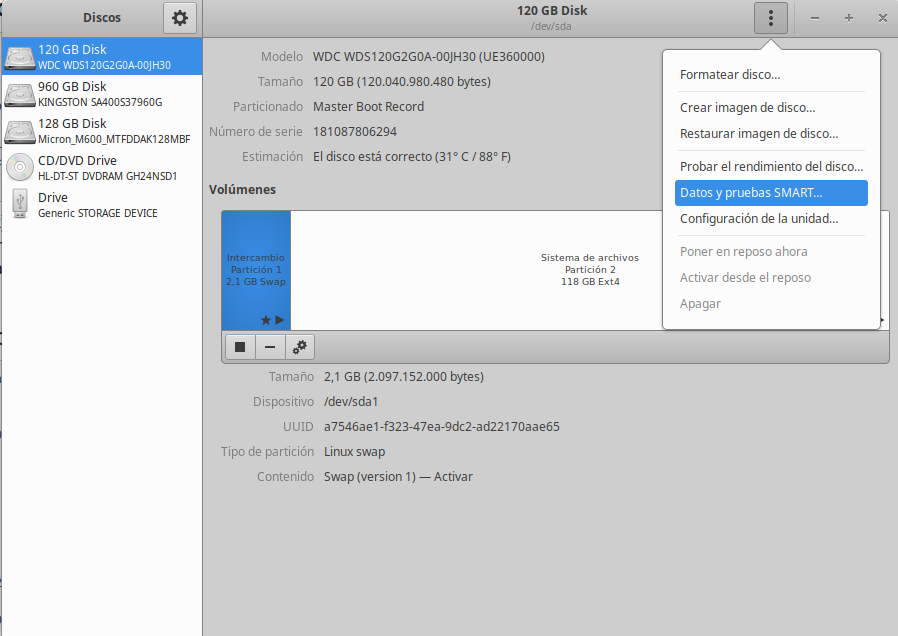 Discos
120 GB Disk
/dev/sda
120 GB Disk
WDC WDS120G2G0A-00JH30
960 GB Disk
KINGSTON SA400S37960G
128 GB Disk
Micron_M600_MTFDDAK128MBF
CD/DVD Drive
HL-DT-ST DVDRAM GH24NSD1
Drive
Generic STORAGE DEVICE
Modelo WDC WDS120G2G0A-00JH30 (UE360000)
Tamaño 120 GB (120.040.980.480 bytes)
Particionado Master Boot Record
Número de serie 181087806294
Estimación El disco está correcto (31° C / 88° F)
Volúmenes
Intercambio
Partición 1
2,1 GB Swap
Sistema de archivos
Partición 2
118 GB Ext4
Tamaño 2,1 GB (2.097.152.000 bytes)
Dispositivo /dev/sda1
UUID a7546ae1-f323-47ea-9dc2-ad22170aae65
Tipo de partición Linux swap
Contenido Swap (version 1) — Activar
Formatear disco...
Crear imagen de disco...
Restaurar imagen de disco...
Probar el rendimiento del disco...
Datos y pruebas SMART...
Configuración de la unidad...
Poner en reposo ahora
Activar desde el reposo
Apagar